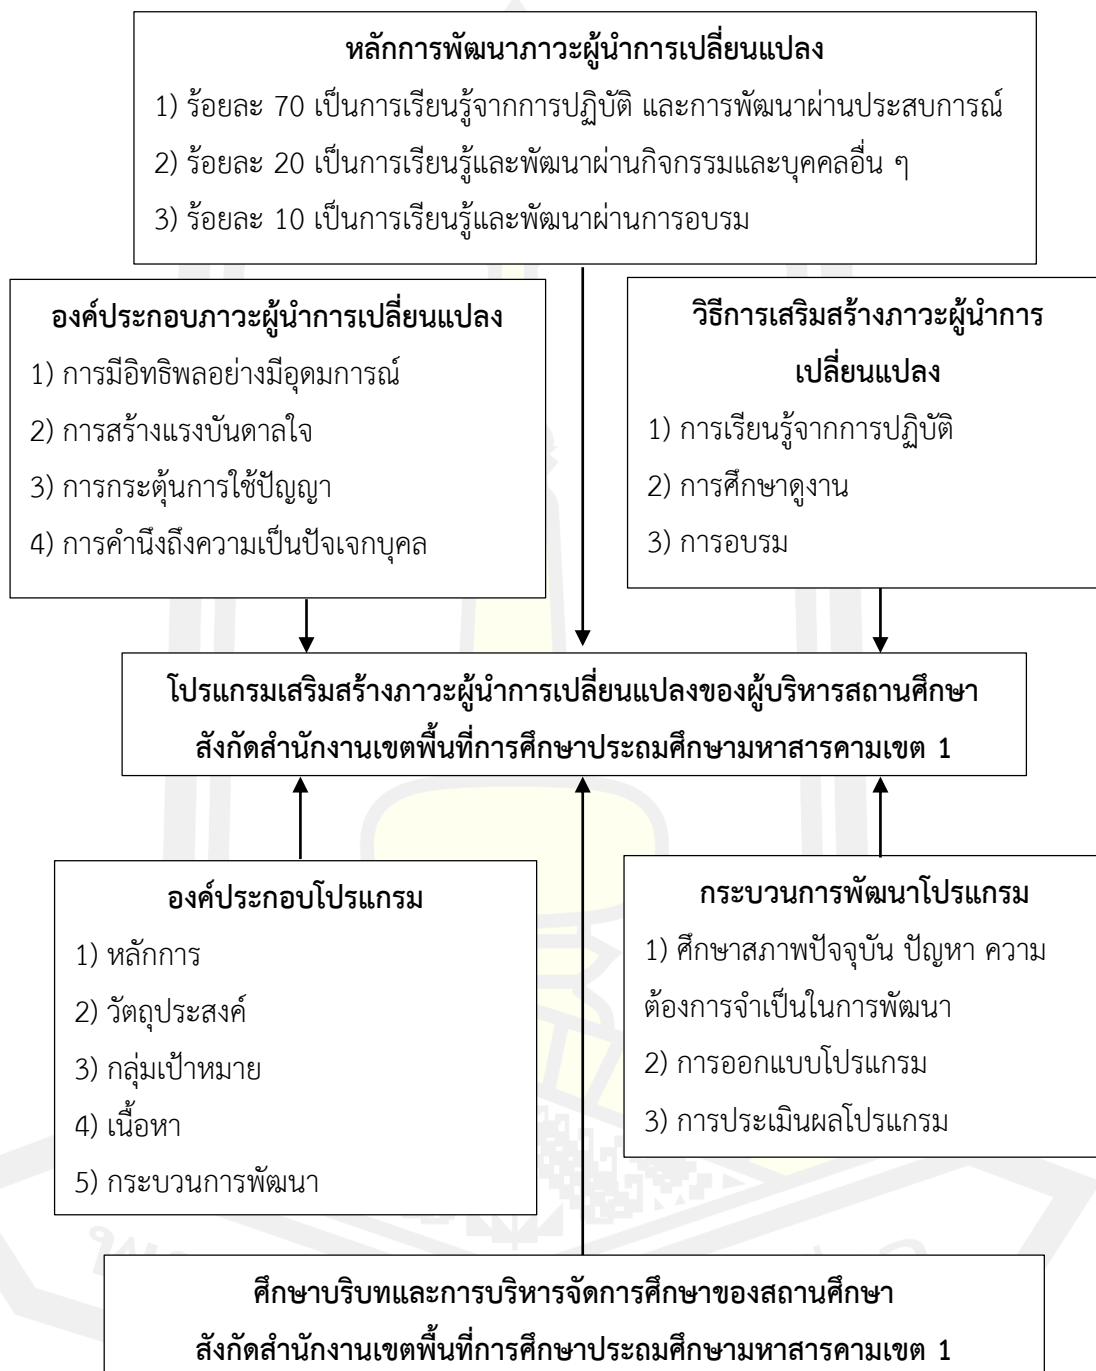 หลักการพัฒนาภาวะผู้นำการเปลี่ยนแปลง
1) ร้อยละ 70 เป็นการเรียนรู้จากการปฏิบัติ และการพัฒนาผ่านประสบการณ์
2) ร้อยละ 20 เป็นการเรียนรู้และพัฒนาผ่านกิจกรรมและบุคคลอื่น ๆ
3) ร้อยละ 10 เป็นการเรียนรู้และพัฒนาผ่านการอบรม
องค์ประกอบภาวะผู้นำการเปลี่ยนแปลง
1) การมีอิทธิพลอย่างมีอุดมการณ์
2) การสร้างแรงบันดาลใจ
3) การกระตุ้นการใช้ปัญญา
4) การคำนึงถึงความเป็นปัจเจกบุคคล
วิธีการเสริมสร้างภาวะผู้นำการ
เปลี่ยนแปลง
1) การเรียนรู้จากการปฏิบัติ
2) การศึกษาดูงาน
3) การอบรม
โปรแกรมเสริมสร้างภาวะผู้นำการเปลี่ยนแปลงของผู้บริหารสถานศึกษา
สังกัดสำนักงานเขตพื้นที่การศึกษาประถมศึกษามหาสารคามเขต 1
องค์ประกอบโปรแกรม
1) หลักการ
2) วัตถุประสงค์
3) กลุ่มเป้าหมาย
4) เนื้อหา
5) กระบวนการพัฒนา
กระบวนการพัฒนาโปรแกรม
1) ศึกษาสภาพปัจจุบัน ปัญหา ความ
ต้องการจำเป็นในการพัฒนา
2) การออกแบบโปรแกรม
3) การประเมินผลโปรแกรม
ศึกษาบริบทและการบริหารจัดการศึกษาของสถานศึกษา
สังกัดสำนักงานเขตพื้นที่การศึกษาประถมศึกษามหาสารคามเขต 1